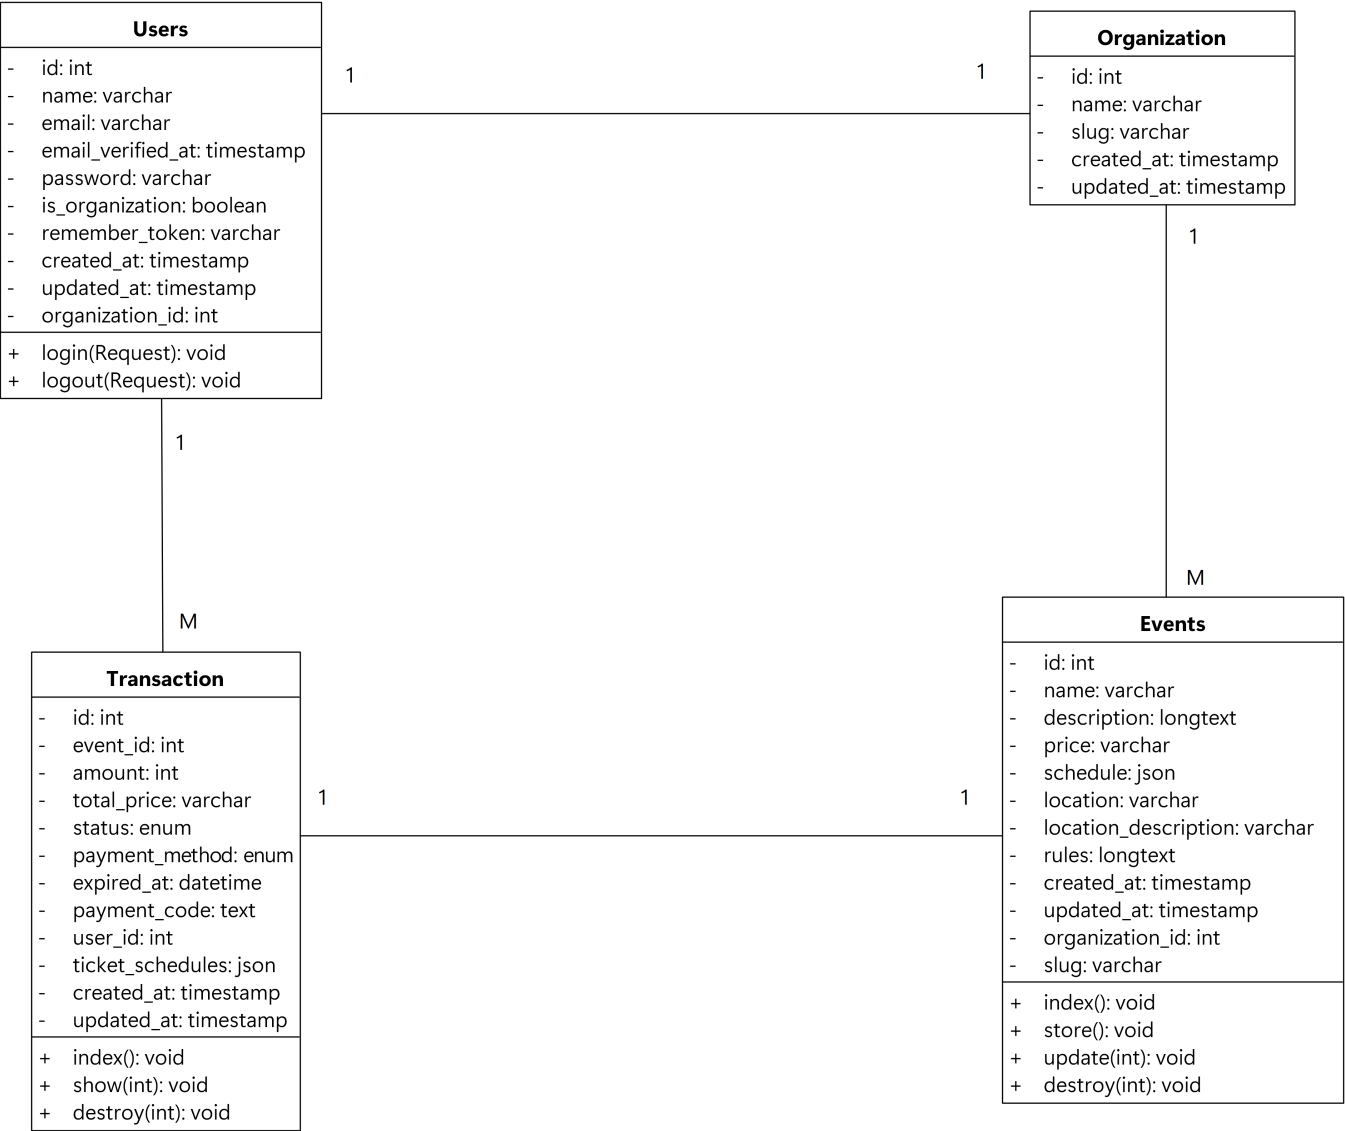 Users
- id: int
- name: varchar
- email: varchar
- email_verified_at: timestamp
- password: varchar
- is_organization: boolean
- remember_token: varchar
- created_at: timestamp
- updated_at: timestamp
- organization_id: int
+ login(Request): void
+ logout(Request): void
1
1
Organization
- id: int
- name: varchar
- slug: varchar
- created_at: timestamp
- updated_at: timestamp
1
M
1
M
Transaction
- id: int
- event_id: int
- amount: int
- total_price: varchar
- status: enum
- payment_method: enum
- expired_at: datetime
- payment_code: text
- user_id: int
- ticket_schedules: json
- created_at: timestamp
- updated_at: timestamp
+ index(): void
+ show(int): void
+ destroy(int): void
1
1
Events
- id: int
- name: varchar
- description: longtext
- price: varchar
- schedule: json
- location: varchar
- location_description: varchar
- rules: longtext
- created_at: timestamp
- updated_at: timestamp
- organization_id: int
- slug: varchar
+ index(): void
+ store(): void
+ update(int): void
+ destroy(int): void